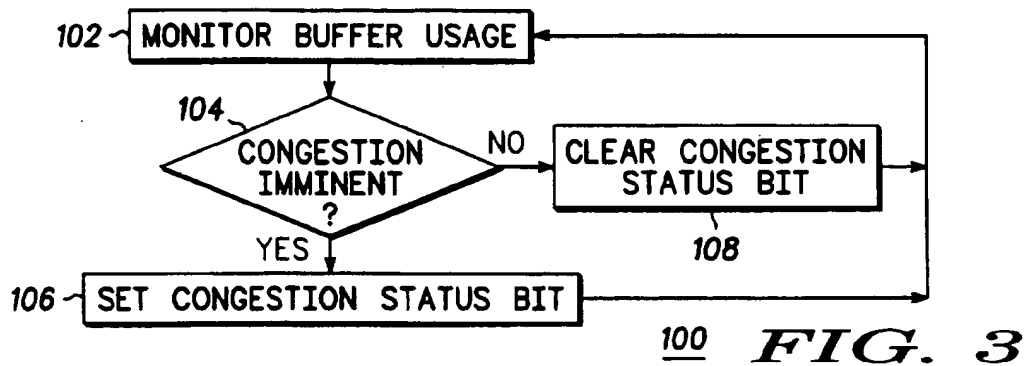 102
MONITOR BUFFER USAGE
104
CONGESTION
IMMINENT
?
NO
CLEAR CONGESTION
STATUS BIT
108
YES
106
SET CONGESTION STATUS BIT
100
FIG. 3